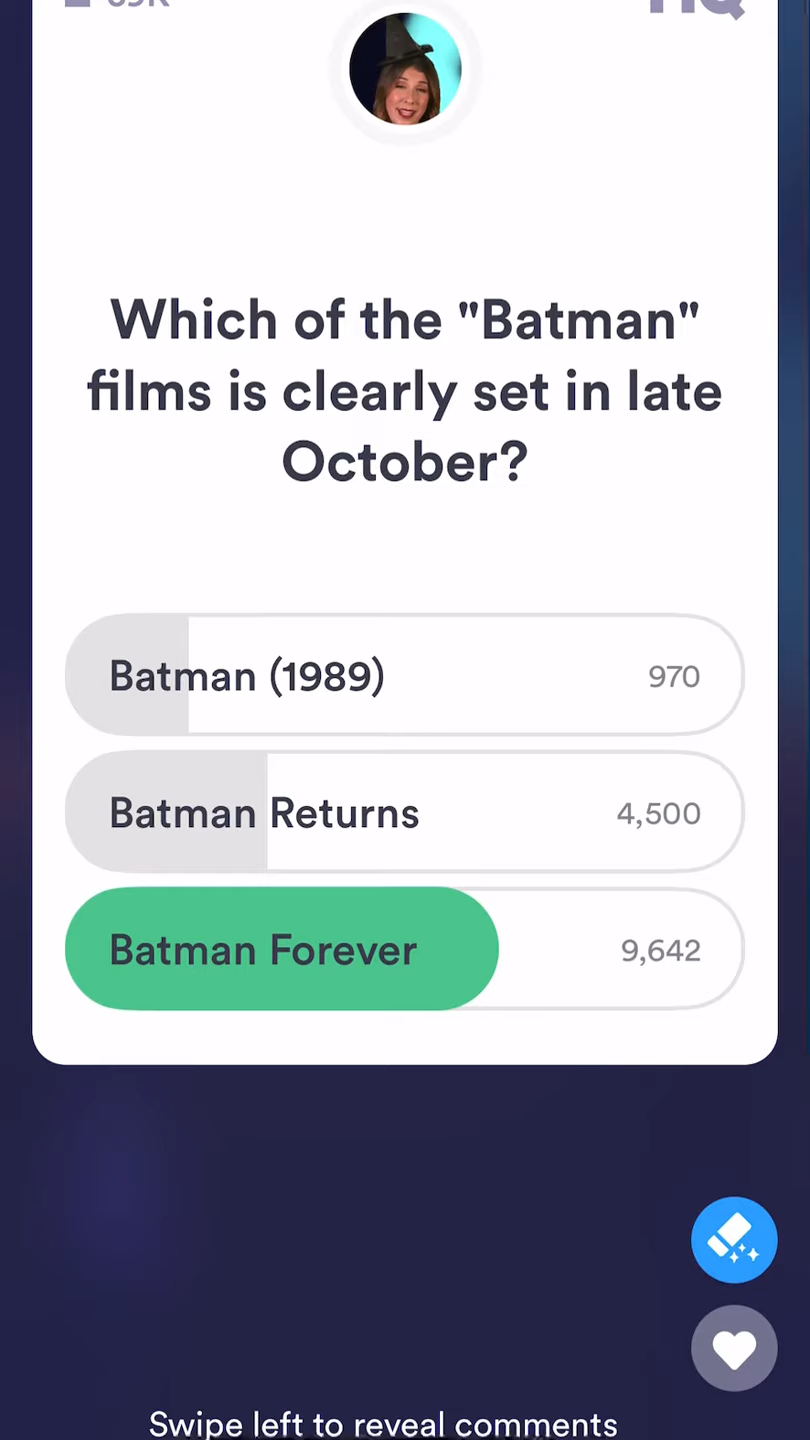 Which of the "Batman"
films is clearly set in late
October?
Batman (1989) 970
Batman Returns 4,500
Batman Forever 9,642
Swipe left to reveal comments